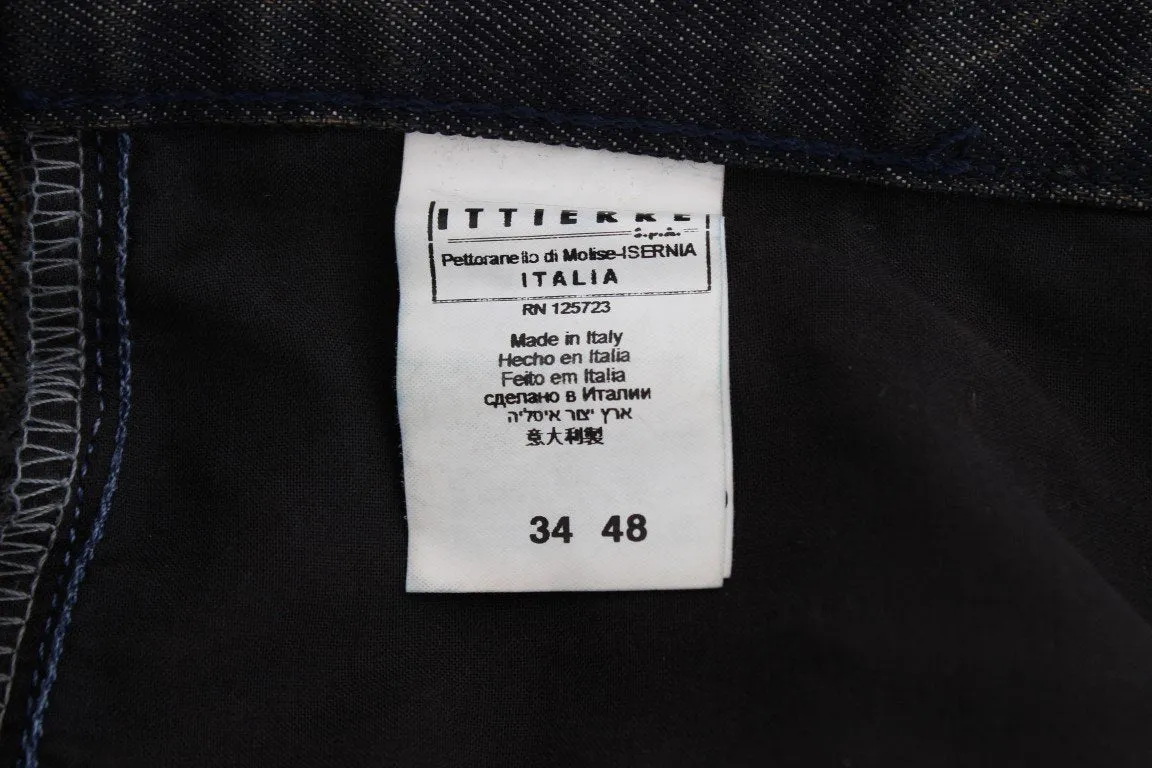 ITTIERRE
S.p.A.
Pettoranello di Molise-ISERNIA
ITALIA
RN 125723
Made in Italy
Hecho en Italia
Feito em Italia
сделано в Италии
ארץ יצור איטליה
意大利製
34 48